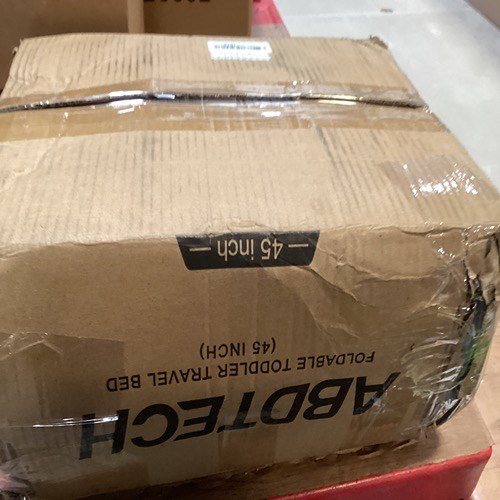 — 45 inch —
ABDTECH
FOLDABLE TODDLER TRAVEL BED
(45 INCH)